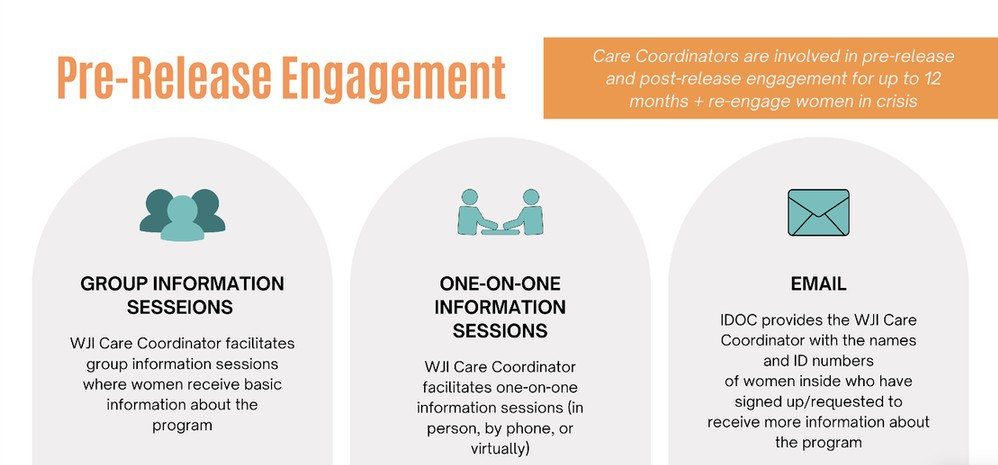 Pre-Release Engagement
Care Coordinators are involved in pre-release
and post-release engagement for up to 12
months + re-engage women in crisis
GROUP INFORMATION
SESSEIONS
WJI Care Coordinator facilitates
group information sessions
where women receive basic
information about the
program
ONE-ON-ONE
INFORMATION
SESSIONS
WJI Care Coordinator
facilitates one-on-one
information sessions (in
person, by phone, or
virtually)
EMAIL
IDOC provides the WJI Care
Coordinator with the names
and ID numbers
of women inside who have
signed up/requested to
receive more information about
the program